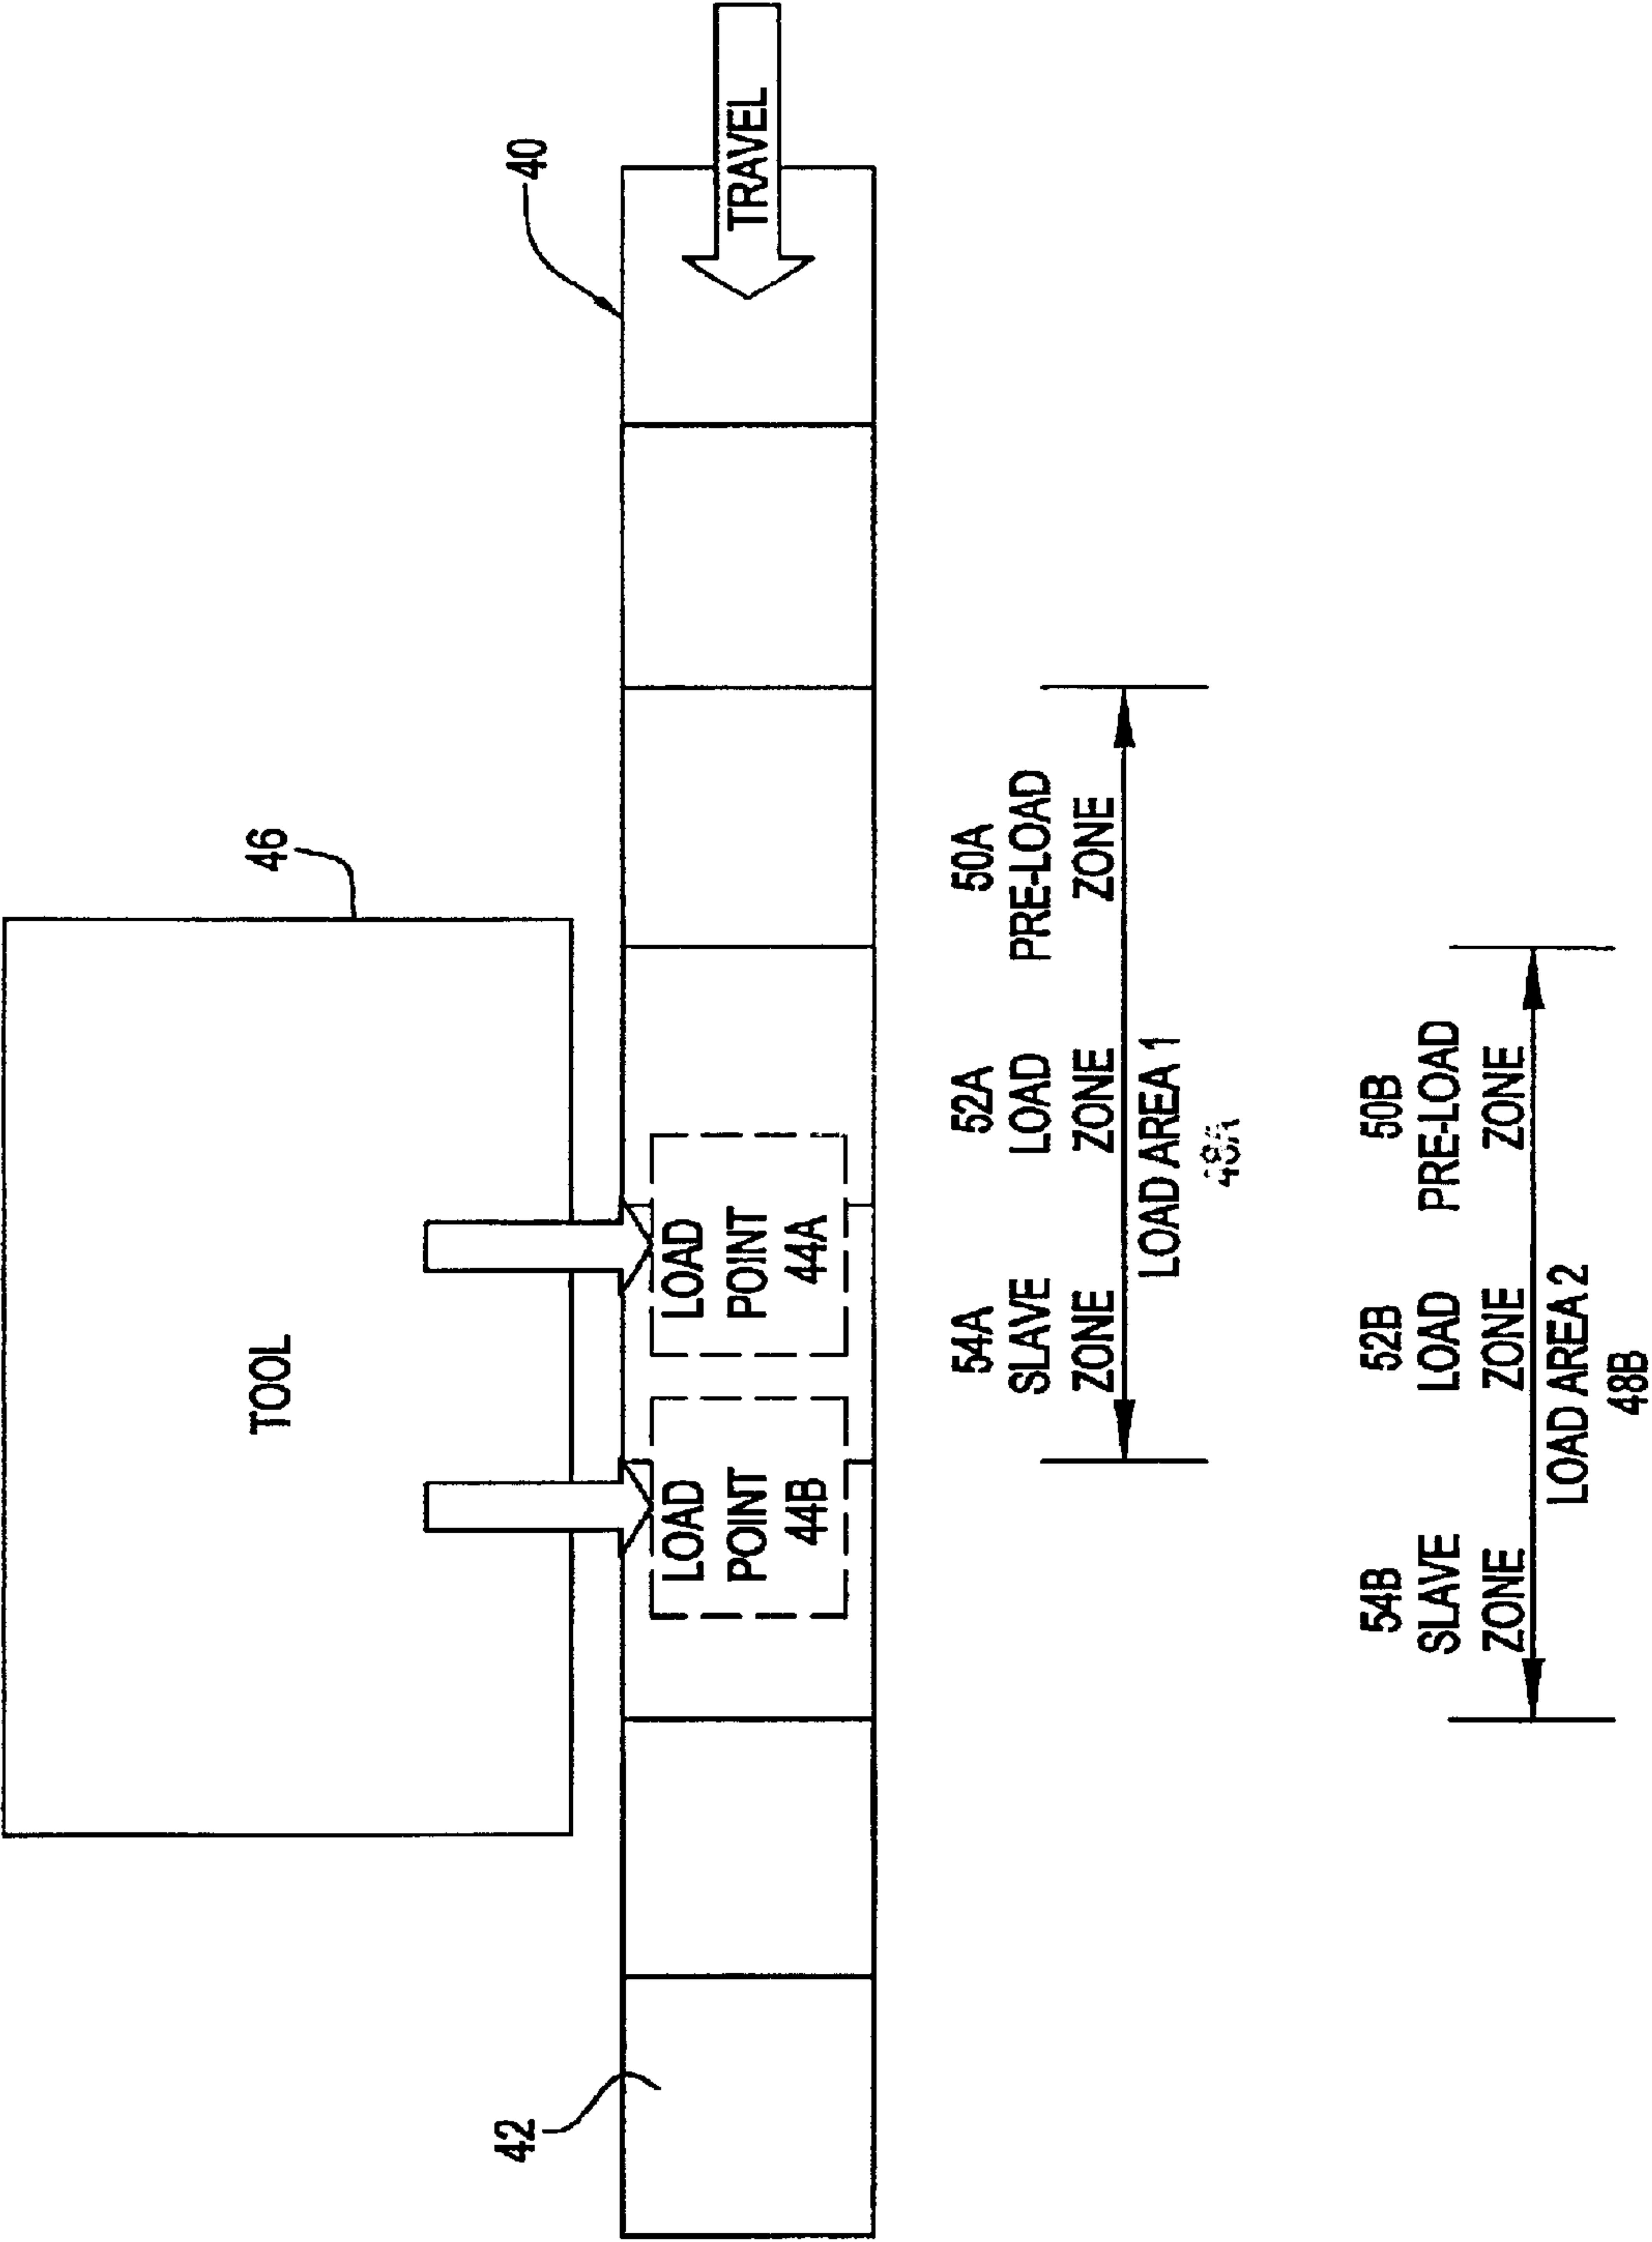 40
TRAVEL
46
TOOL
LOAD
POINT
44B
LOAD
POINT
44A
42
54A
SLAVE
ZONE
52A
LOAD
ZONE
50A
PRE-LOAD
ZONE
LOAD AREA 1
48A
54B
SLAVE
ZONE
52B
LOAD
ZONE
50B
PRE-LOAD
ZONE
LOAD AREA 2
48B